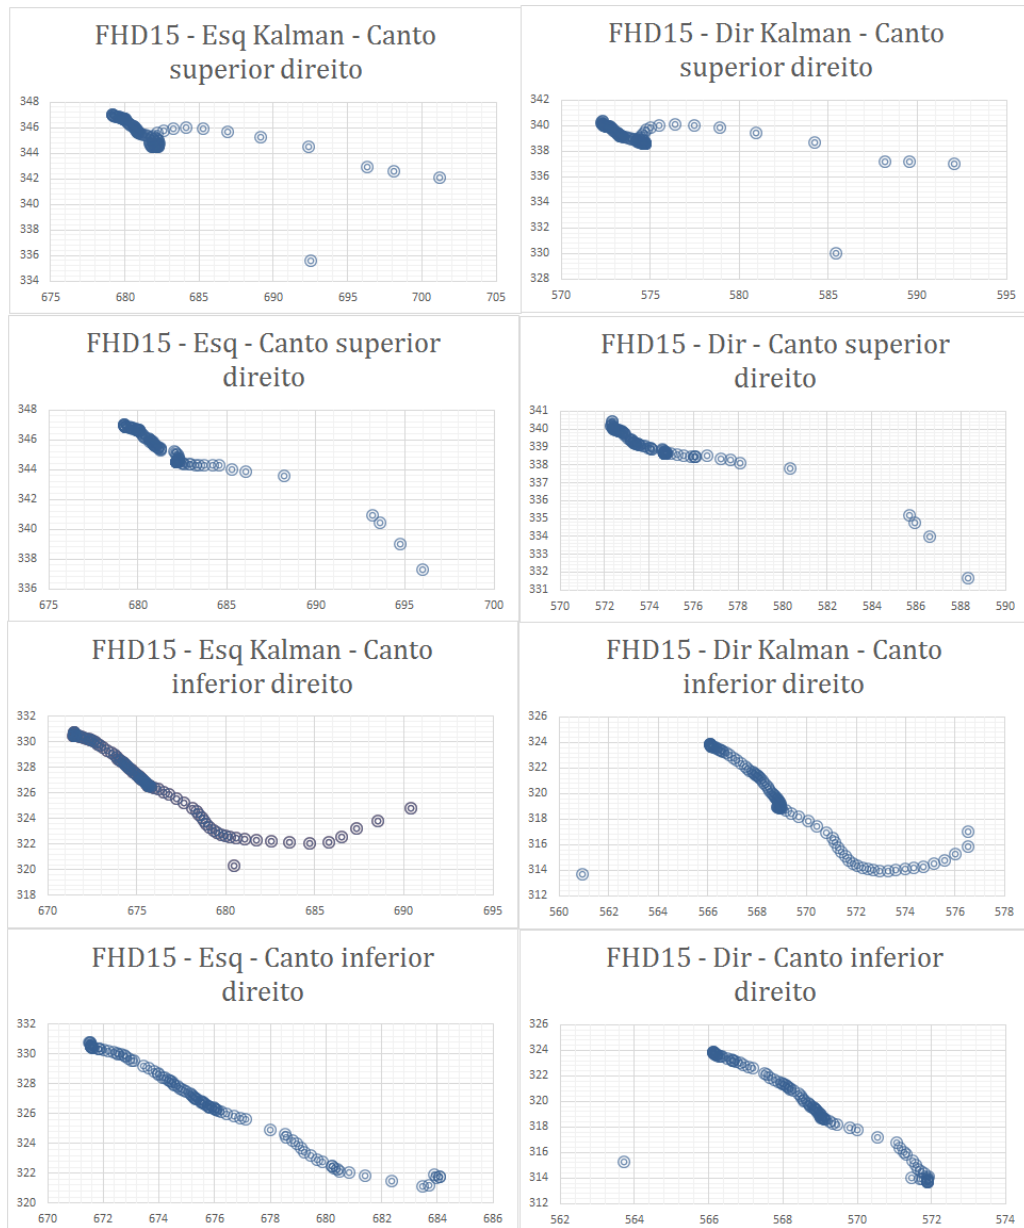 FHD15 - Esq Kalman - Canto
superior direito
348
346
344
342
340
338
336
334
675 680 685 690 695 700 705
FHD15 - Dir Kalman - Canto
superior direito
342
340
338
336
334
332
330
328
570 575 580 585 590 595
FHD15 - Esq - Canto superior
direito
348
346
344
342
340
338
336
675 680 685 690 695 700
FHD15 - Dir - Canto superior
direito
341
340
339
338
337
336
335
334
333
332
331
570 572 574 576 578 580 582 584 586 588 590
FHD15 - Esq Kalman - Canto
inferior direito
332
330
328
326
324
322
320
318
670 675 680 685 690 695
FHD15 - Dir Kalman - Canto
inferior direito
326
324
322
320
318
316
314
312
560 562 564 566 568 570 572 574 576 578
FHD15 - Esq - Canto inferior
direito
332
330
328
326
324
322
320
670 672 674 676 678 680 682 684 686
FHD15 - Dir - Canto inferior
direito
326
324
322
320
318
316
314
312
562 564 566 568 570 572 574